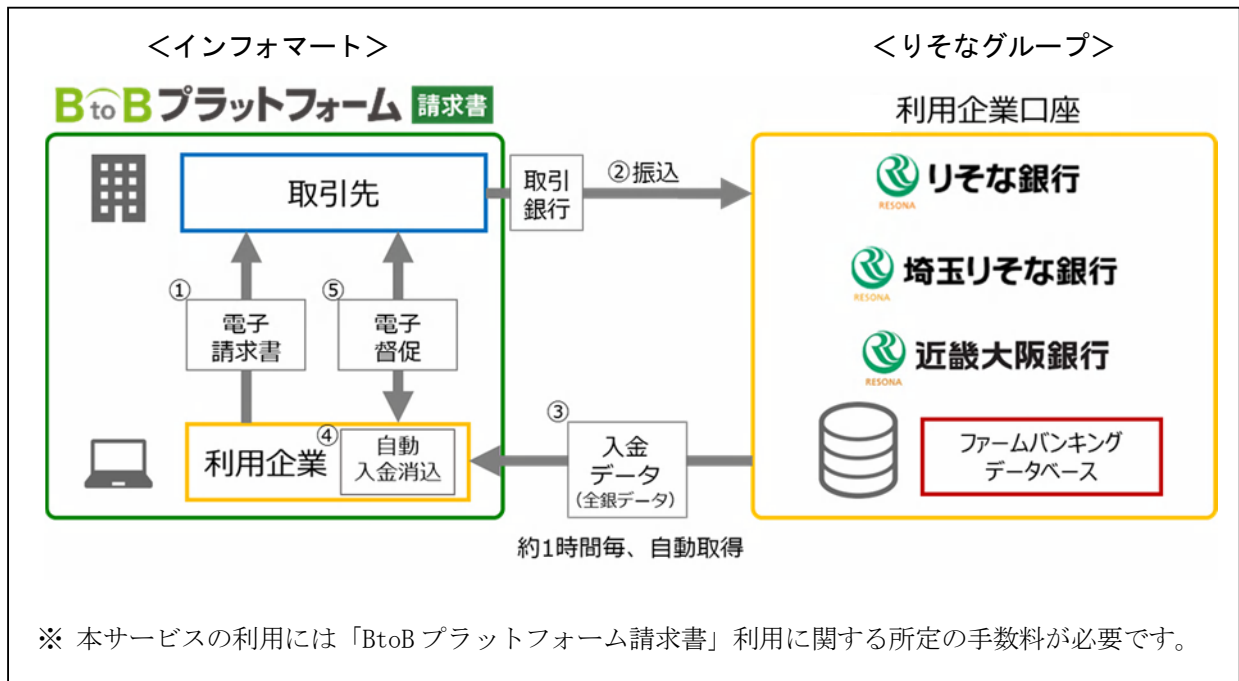 ＜インフォマート＞
＜りそなグループ＞
BtoBプラットフォーム 請求書
利用企業口座
取引先
取引
銀行
②振込
RESONA りそな銀行
①
電子
請求書
⑤
電子
督促
RESONA 埼玉りそな銀行
RESONA 近畿大阪銀行
利用企業
④
自動
入金消込
③
入金
データ
（全銀データ）
ファームバンキング
データベース
約1時間毎、自動取得
※ 本サービスの利用には「BtoB プラットフォーム請求書」利用に関する所定の手数料が必要です。